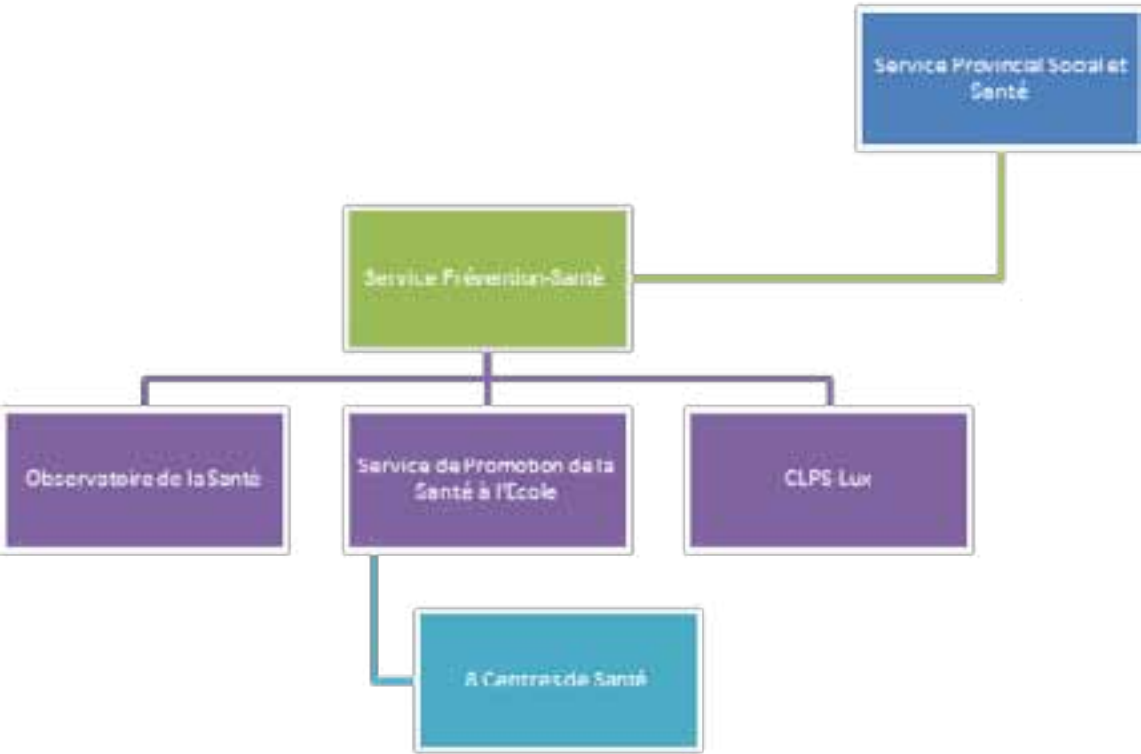 Service Provincial Social et
Santé
Service Prévention-Santé
Observatoire de la Santé
Service de Promotion de la
Santé à l'Ecole
CLPS Lux
8 Centres de Santé